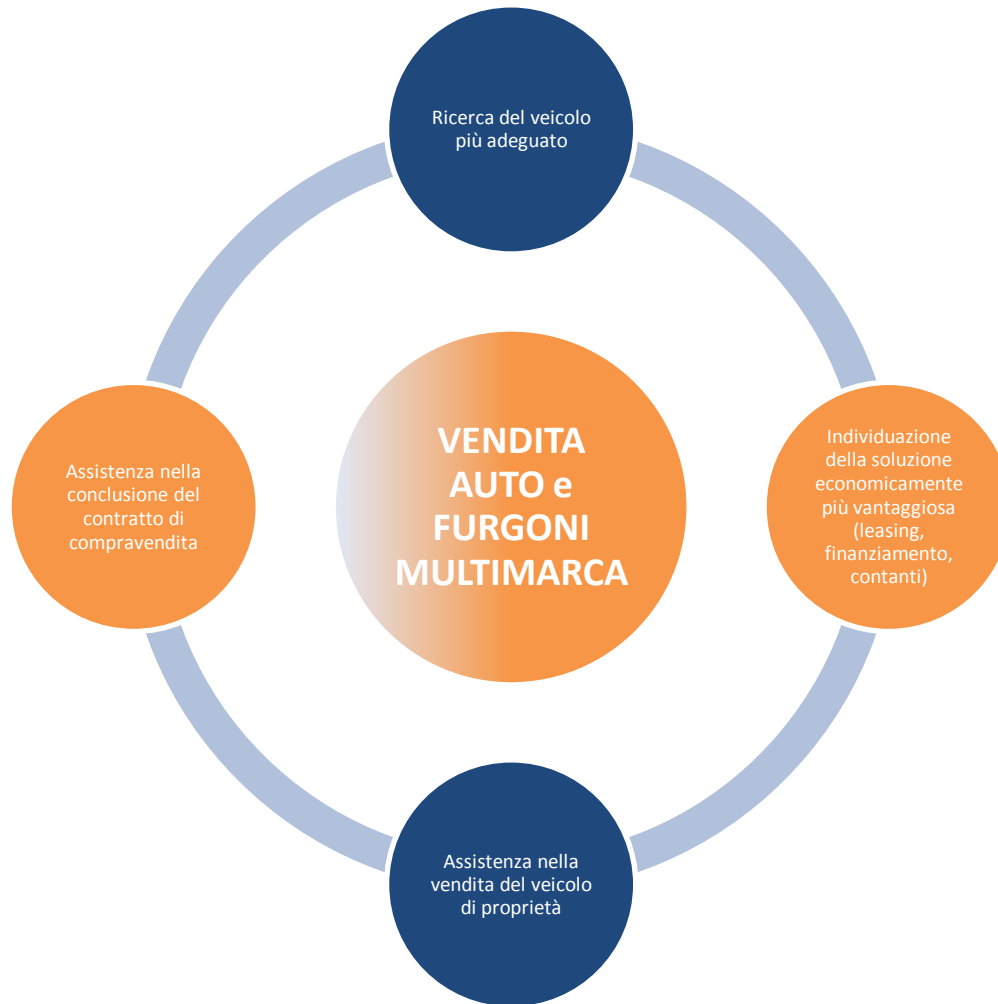 Ricerca del veicolo
più adeguato
VENDITA
AUTO e
FURGONI
MULTIMARCA
Individuazione
della soluzione
economicamente
più vantaggiosa
(leasing,
finanziamento,
contanti)
Assistenza nella
vendita del veicolo
di proprietà
Assistenza nella
conclusione del
contratto di
compravendita